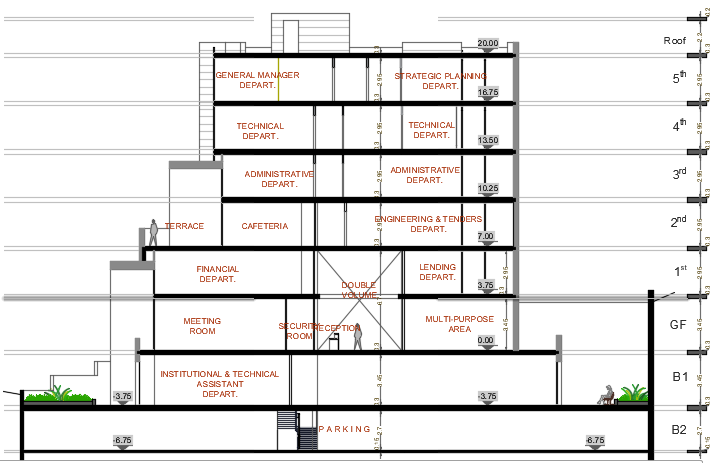 20.00
Roof
GENERAL MANAGER
DEPART.
STRATEGIC PLANNING
DEPART.
5th
16.75
TECHNICAL
DEPART.
TECHNICAL
DEPART.
4th
13.50
ADMINISTRATIVE
DEPART.
ADMINISTRATIVE
DEPART.
3rd
10.25
TERRACE
CAFETERIA
ENGINEERING & TENDERS
DEPART.
2nd
7.00
FINANCIAL
DEPART.
LENDING
DEPART.
1st
DOUBLE
VOLUME
3.75
MEETING
ROOM
SECURITY
ROOM
RECEPTION
MULTI-PURPOSE
AREA
GF
0.00
INSTITUTIONAL & TECHNICAL
ASSISTANT
DEPART.
B1
-3.75
-3.75
PARKING
B2
-6.75
-6.75